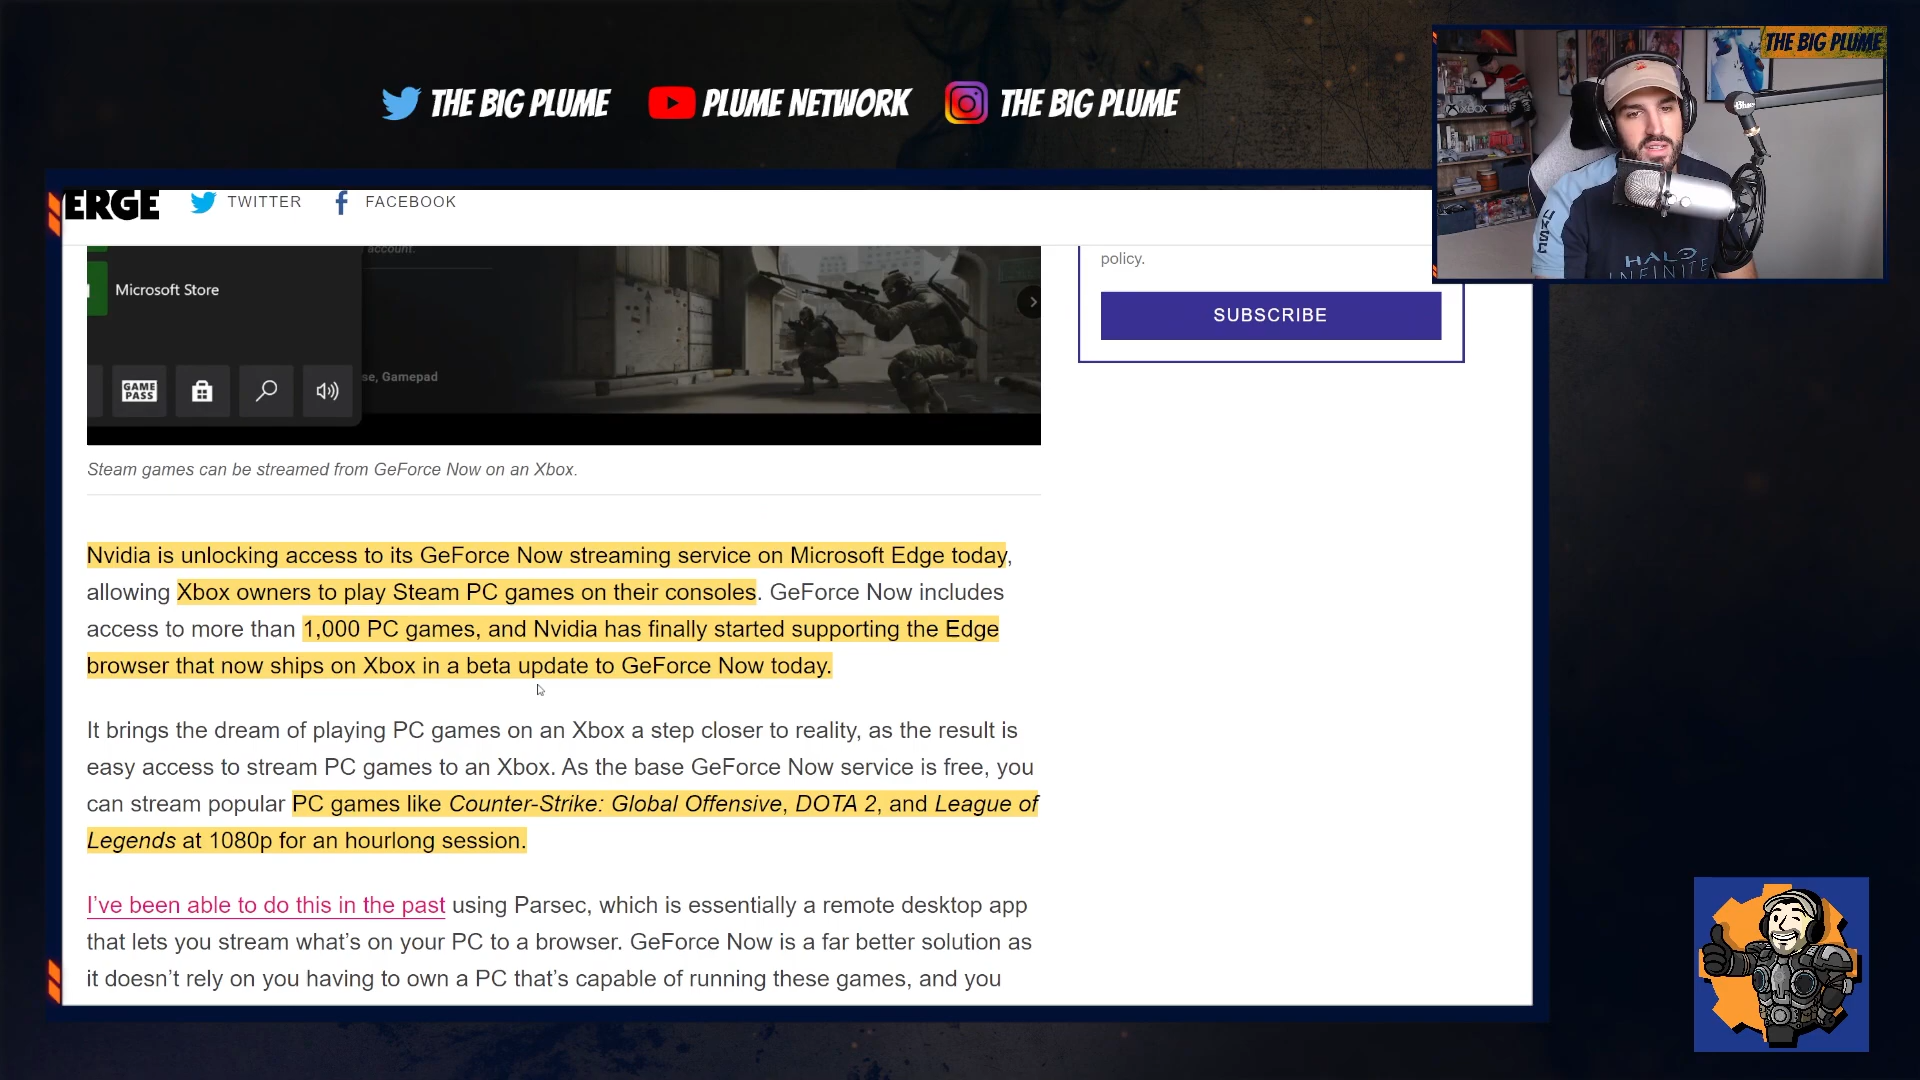 THE BIG PLUME
THE BIG PLUME
PLUME NETWORK
THE BIG PLUME
XBOX
Blue
UKSE
HALO
INFINITE
ERGE
TWITTER
FACEBOOK
account.
policy.
Microsoft Store
SUBSCRIBE
se, Gamepad
GAME
PASS
Steam games can be streamed from GeForce Now on an Xbox.
Nvidia is unlocking access to its GeForce Now streaming service on Microsoft Edge today,
allowing Xbox owners to play Steam PC games on their consoles. GeForce Now includes
access to more than 1,000 PC games, and Nvidia has finally started supporting the Edge
browser that now ships on Xbox in a beta update to GeForce Now today.
It brings the dream of playing PC games on an Xbox a step closer to reality, as the result is
easy access to stream PC games to an Xbox. As the base GeForce Now service is free, you
can stream popular PC games like Counter-Strike: Global Offensive, DOTA 2, and League of
Legends at 1080p for an hourlong session.
I’ve been able to do this in the past using Parsec, which is essentially a remote desktop app
that lets you stream what’s on your PC to a browser. GeForce Now is a far better solution as
it doesn’t rely on you having to own a PC that’s capable of running these games, and you